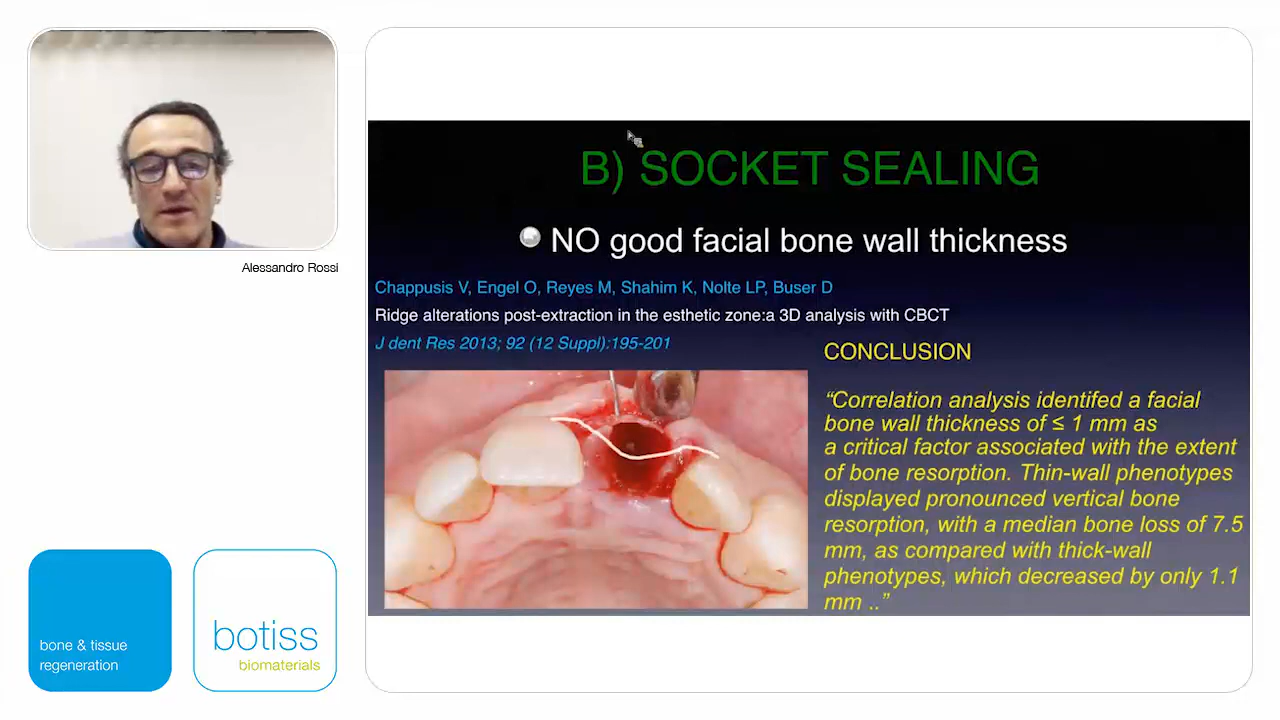 Alessandro Rossi
B) SOCKET SEALING
NO good facial bone wall thickness
Chappusis V, Engel O, Reyes M, Shahim K, Nolte LP, Buser D
Ridge alterations post-extraction in the esthetic zone:a 3D analysis with CBCT
J dent Res 2013; 92 (12 Suppl):195-201
CONCLUSION
“Correlation analysis identifed a facial
bone wall thickness of ≤ 1 mm as
a critical factor associated with the extent
of bone resorption. Thin-wall phenotypes
displayed pronounced vertical bone
resorption, with a median bone loss of 7.5
mm, as compared with thick-wall
phenotypes, which decreased by only 1.1
mm ..”
bone & tissue
regeneration
botiss
biomaterials